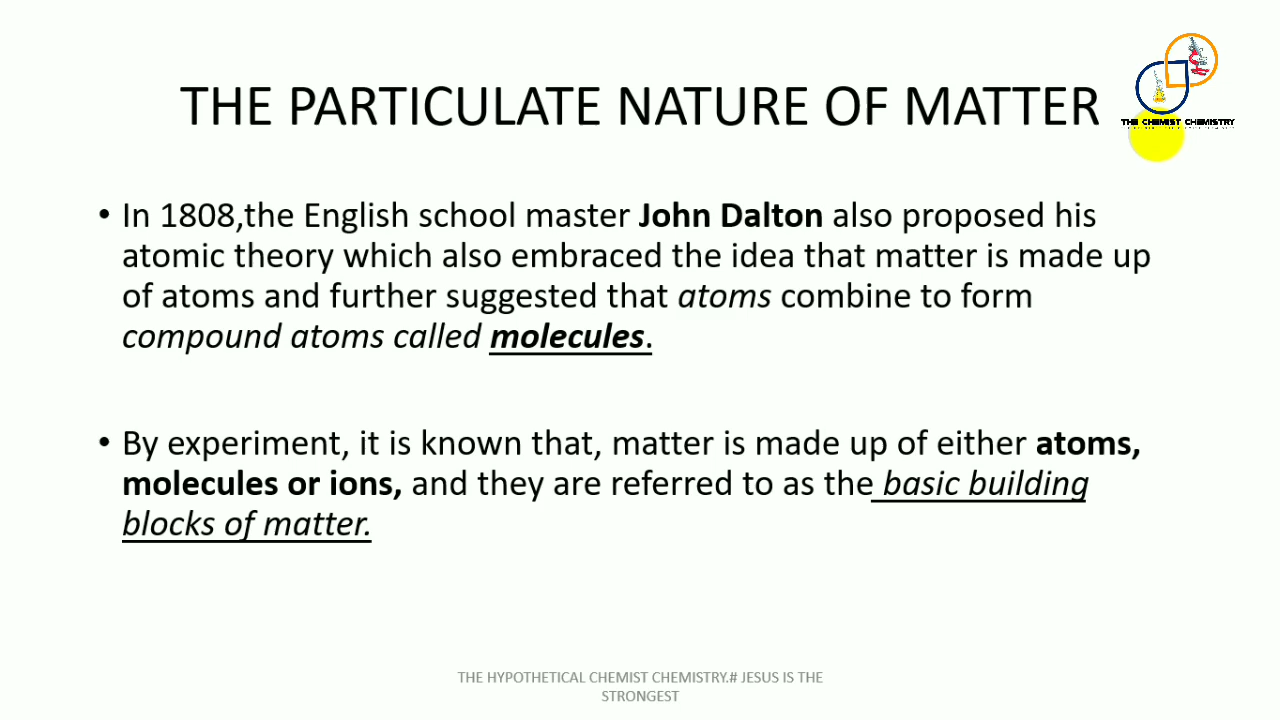 THE PARTICULATE NATURE OF MATTER
THE CHEMIST CHEMISTRY
• In 1808,the English school master John Dalton also proposed his
atomic theory which also embraced the idea that matter is made up
of atoms and further suggested that atoms combine to form
compound atoms called molecules.
• By experiment, it is known that, matter is made up of either atoms,
molecules or ions, and they are referred to as the basic building
blocks of matter.
THE HYPOTHETICAL CHEMIST CHEMISTRY.# JESUS IS THE
STRONGEST